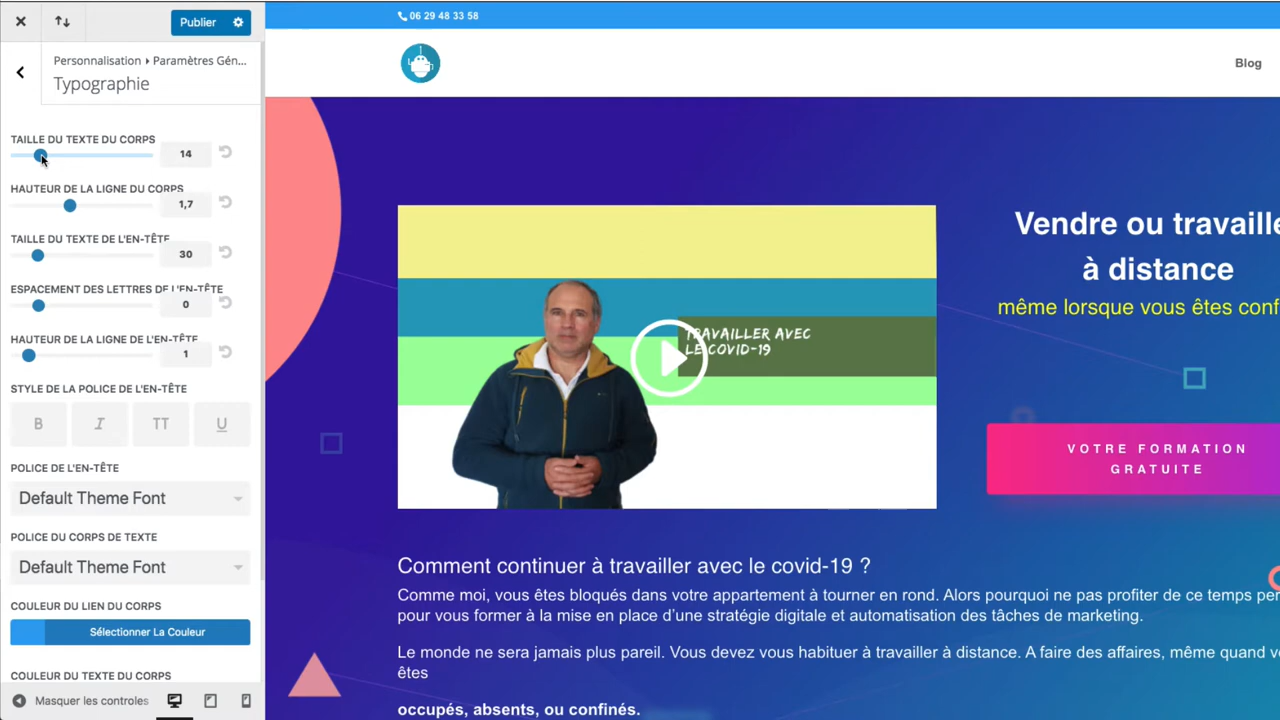 Publier
Personnalisation ▸ Paramètres Gén...
Typographie
TAILLE DU TEXTE DU CORPS
14
HAUTEUR DE LA LIGNE DU CORPS
1,7
TAILLE DU TEXTE DE L'EN-TÊTE
30
ESPACEMENT DES LETTRES DE L'EN-TÊTE
0
HAUTEUR DE LA LIGNE DE L'EN-TÊTE
1
STYLE DE LA POLICE DE L'EN-TÊTE
B I TT U
POLICE DE L'EN-TÊTE
Default Theme Font
POLICE DU CORPS DE TEXTE
Default Theme Font
COULEUR DU LIEN DU CORPS
Sélectionner La Couleur
COULEUR DU TEXTE DU CORPS
Masquer les controles
06 29 48 33 58
Blog
TRAVAILLER AVEC
LE COVID-19
Vendre ou travaille
à distance
même lorsque vous êtes conf
VOTRE FORMATION
GRATUITE
Comment continuer à travailler avec le covid-19 ?
Comme moi, vous êtes bloqués dans votre appartement à tourner en rond. Alors pourquoi ne pas profiter de ce temps per
pour vous former à la mise en place d'une stratégie digitale et automatisation des tâches de marketing.
Le monde ne sera jamais plus pareil. Vous devez vous habituer à travailler à distance. A faire des affaires, même quand v
êtes
occupés, absents, ou confinés.